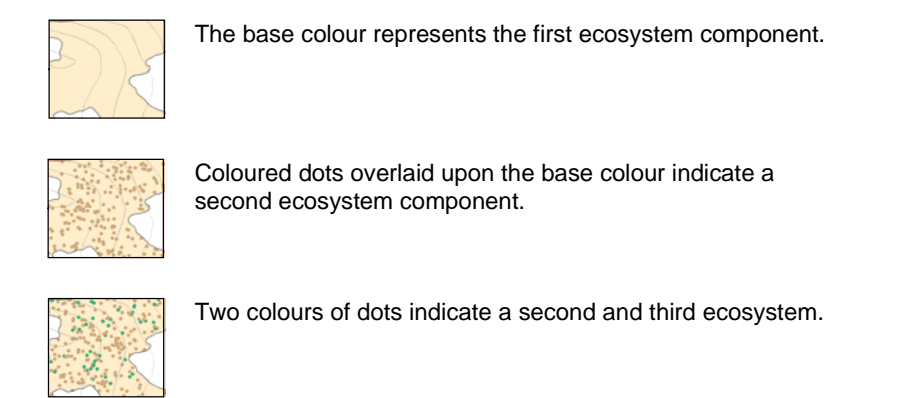 The base colour represents the first ecosystem component.
Coloured dots overlaid upon the base colour indicate a
second ecosystem component.
Two colours of dots indicate a second and third ecosystem.